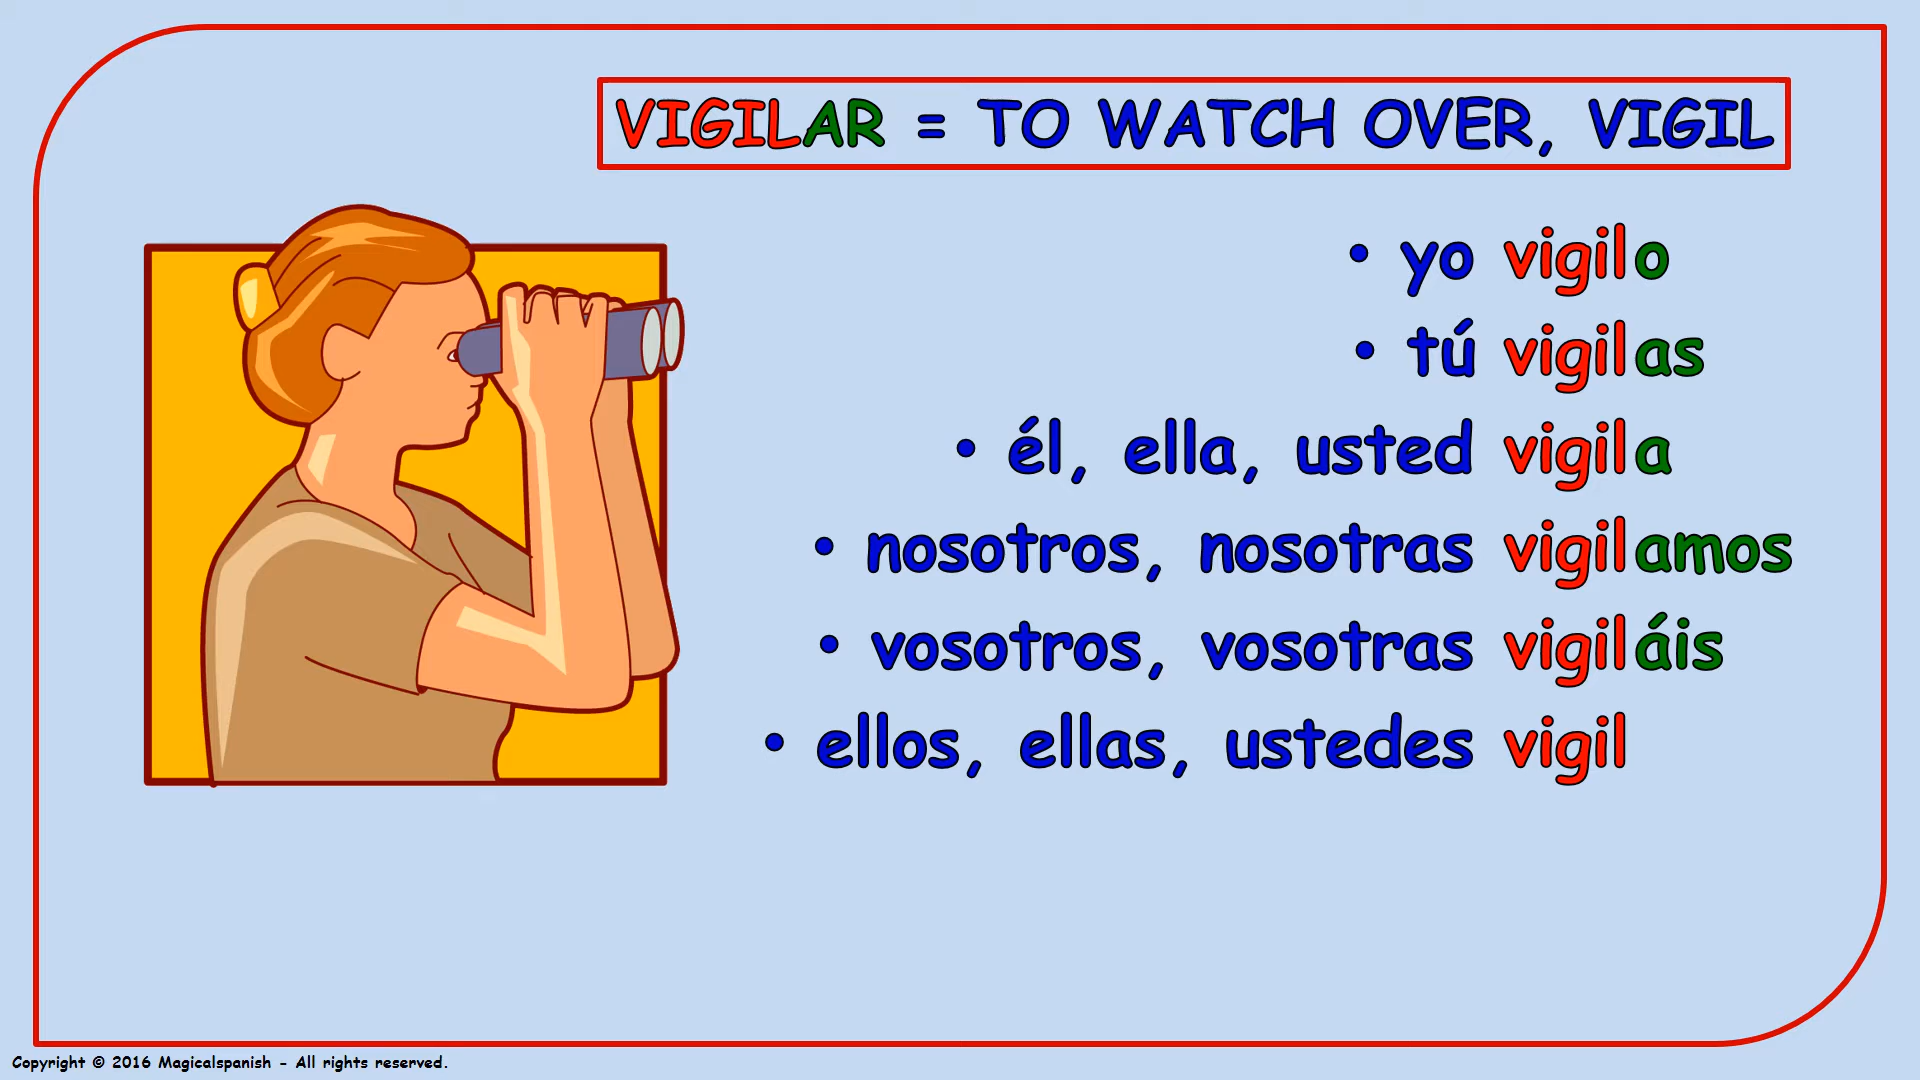 VIGILAR = TO WATCH OVER, VIGIL
• yo vigilo
• tú vigilas
• él, ella, usted vigila
• nosotros, nosotras vigilamos
• vosotros, vosotras vigiláis
• ellos, ellas, ustedes vigil
Copyright © 2016 Magicalspanish - All rights reserved.